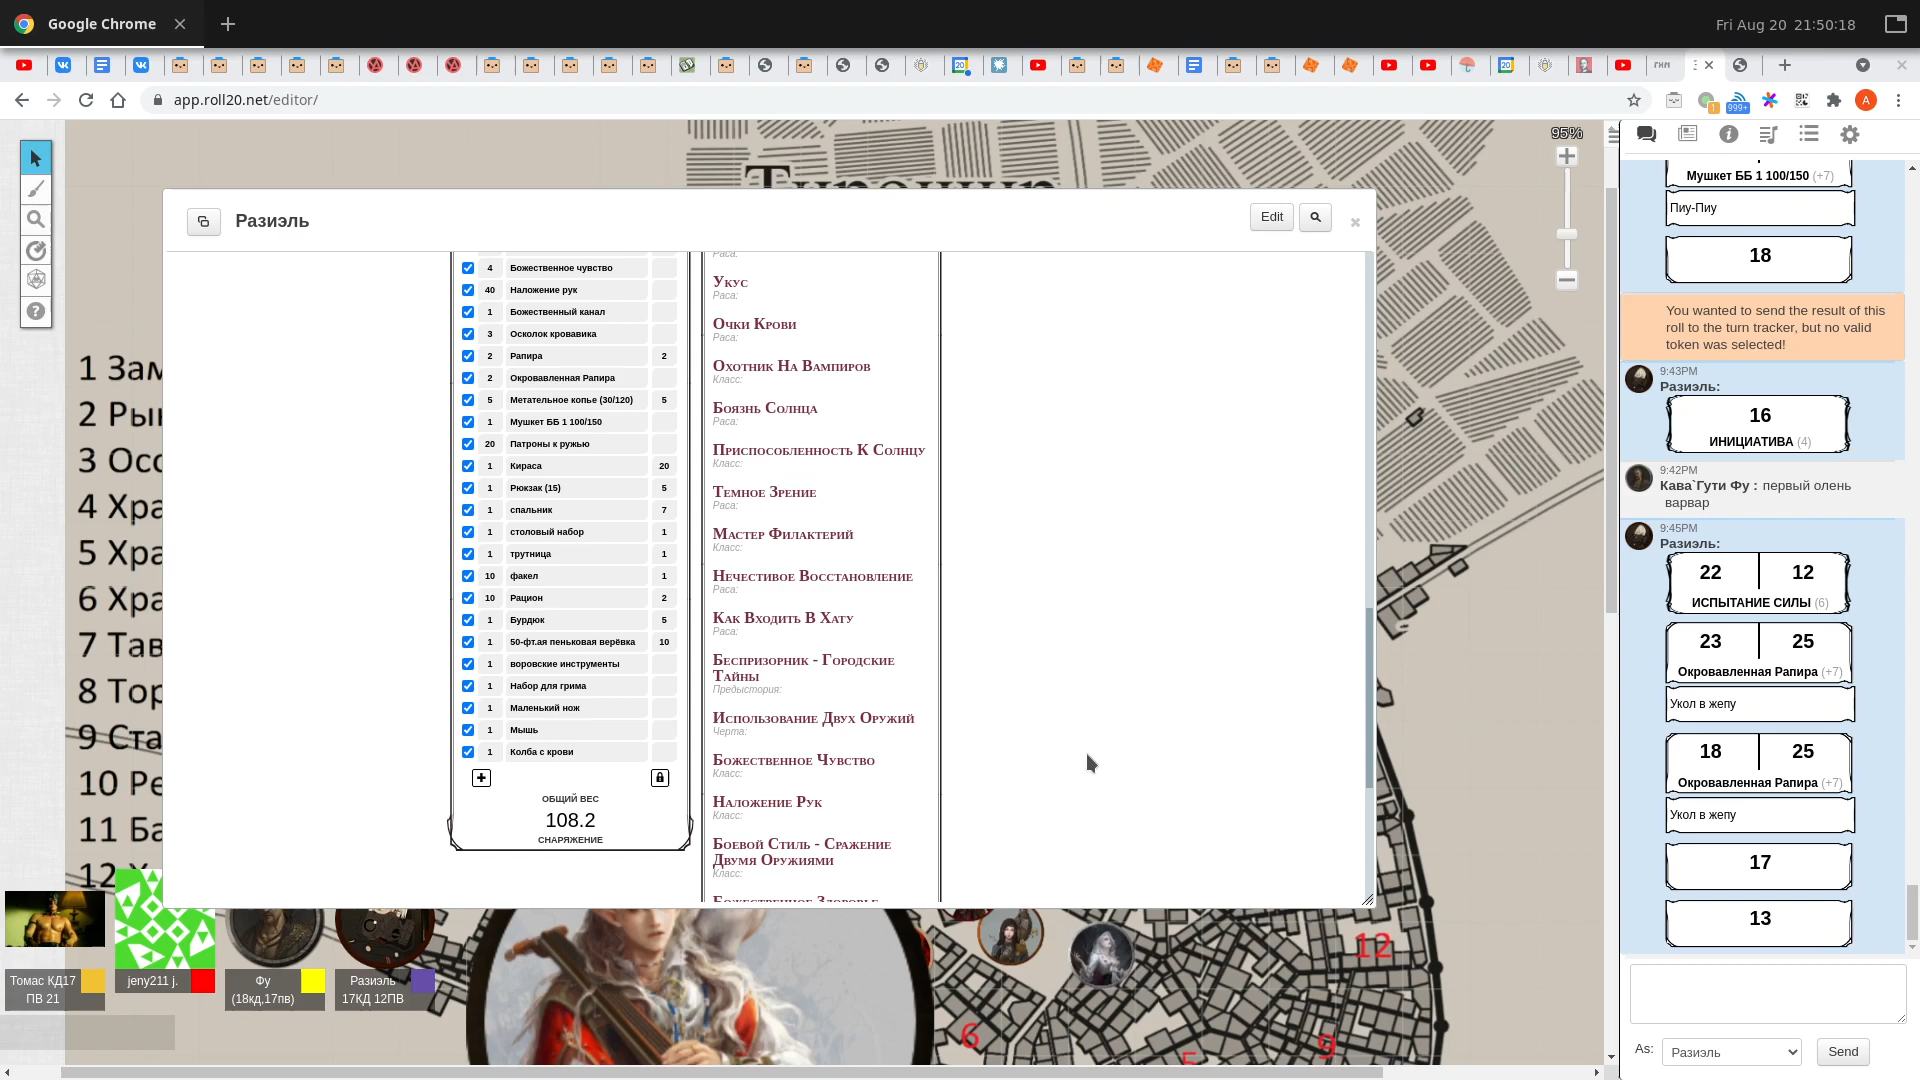 Google Chrome
Fri Aug 20 21:50:18
app.roll20.net/editor/
95%
Разиэль
Edit
4 Божественное чувство
40 Наложение рук
1 Божественный канал
3 Осколок кровавика
2 Рапира 2
2 Окровавленная Рапира
5 Метательное копье (30/120) 5
1 Мушкет ББ 1 100/150
20 Патроны к ружью
1 Кираса 20
1 Рюкзак (15) 5
1 спальник 7
1 столовый набор 1
1 трутница 1
10 факел 1
10 Рацион 2
1 Бурдюк 5
1 50-фт.ая пеньковая верёвка 10
1 воровские инструменты
1 Набор для грима
1 Маленький нож
1 Мышь
1 Колба с крови
ОБЩИЙ ВЕС
108.2
СНАРЯЖЕНИЕ
Раса:
Укус
Раса:
Очки Крови
Раса:
Охотник На Вампиров
Класс:
Боязнь Солнца
Раса:
Приспособленность К Солнцу
Класс:
Темное Зрение
Раса:
Мастер Филактерий
Класс:
Нечестивое Восстановление
Раса:
Как Входить В Хату
Раса:
Беспризорник - Городские
Тайны
Предыстория:
Использование Двух Оружий
Черта:
Божественное Чувство
Класс:
Наложение Рук
Класс:
Боевой Стиль - Сражение
Двумя Оружиями
Класс:
1 Зам
2 Ры
3 Осо
4 Хра
5 Хра
6 Хра
7 Тав
8 Тор
9 Ста
10 Ре
11 Ба
12
Томас КД17
ПВ 21
jeny211 j.
Фу
(18кд,17пв)
Разиэль
17КД 12ПВ
12
6
5
9
Мушкет ББ 1 100/150 (+7)
Пиу-Пиу
18
You wanted to send the result of this
roll to the turn tracker, but no valid
token was selected!
9:43PM
Разиэль:
16
ИНИЦИАТИВА (4)
9:42PM
Кава`Гути Фу : первый олень
варвар
9:45PM
Разиэль:
22 12
ИСПЫТАНИЕ СИЛЫ (6)
23 25
Окровавленная Рапира (+7)
Укол в жепу
18 25
Окровавленная Рапира (+7)
Укол в жепу
17
13
As: Разиэль
Send